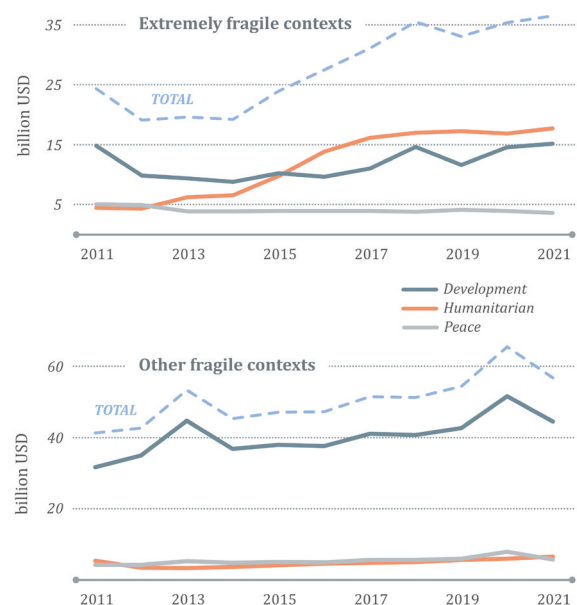 Extremely fragile contexts
35
25
15
5
billion USD
TOTAL
2011 2013 2015 2017 2019 2021
Development
Humanitarian
Peace
Other fragile contexts
60
40
20
billion USD
TOTAL
2011 2013 2015 2017 2019 2021